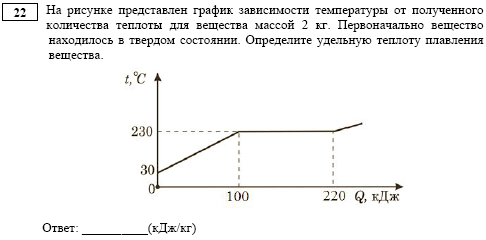 22 На рисунке представлен график зависимости температуры от полученного
количества теплоты для вещества массой 2 кг. Первоначально вещество
находилось в твердом состоянии. Определите удельную теплоту плавления
вещества.
t,°C
230
30
0
100 220 Q, кДж
Ответ: __________(кДж/кг)